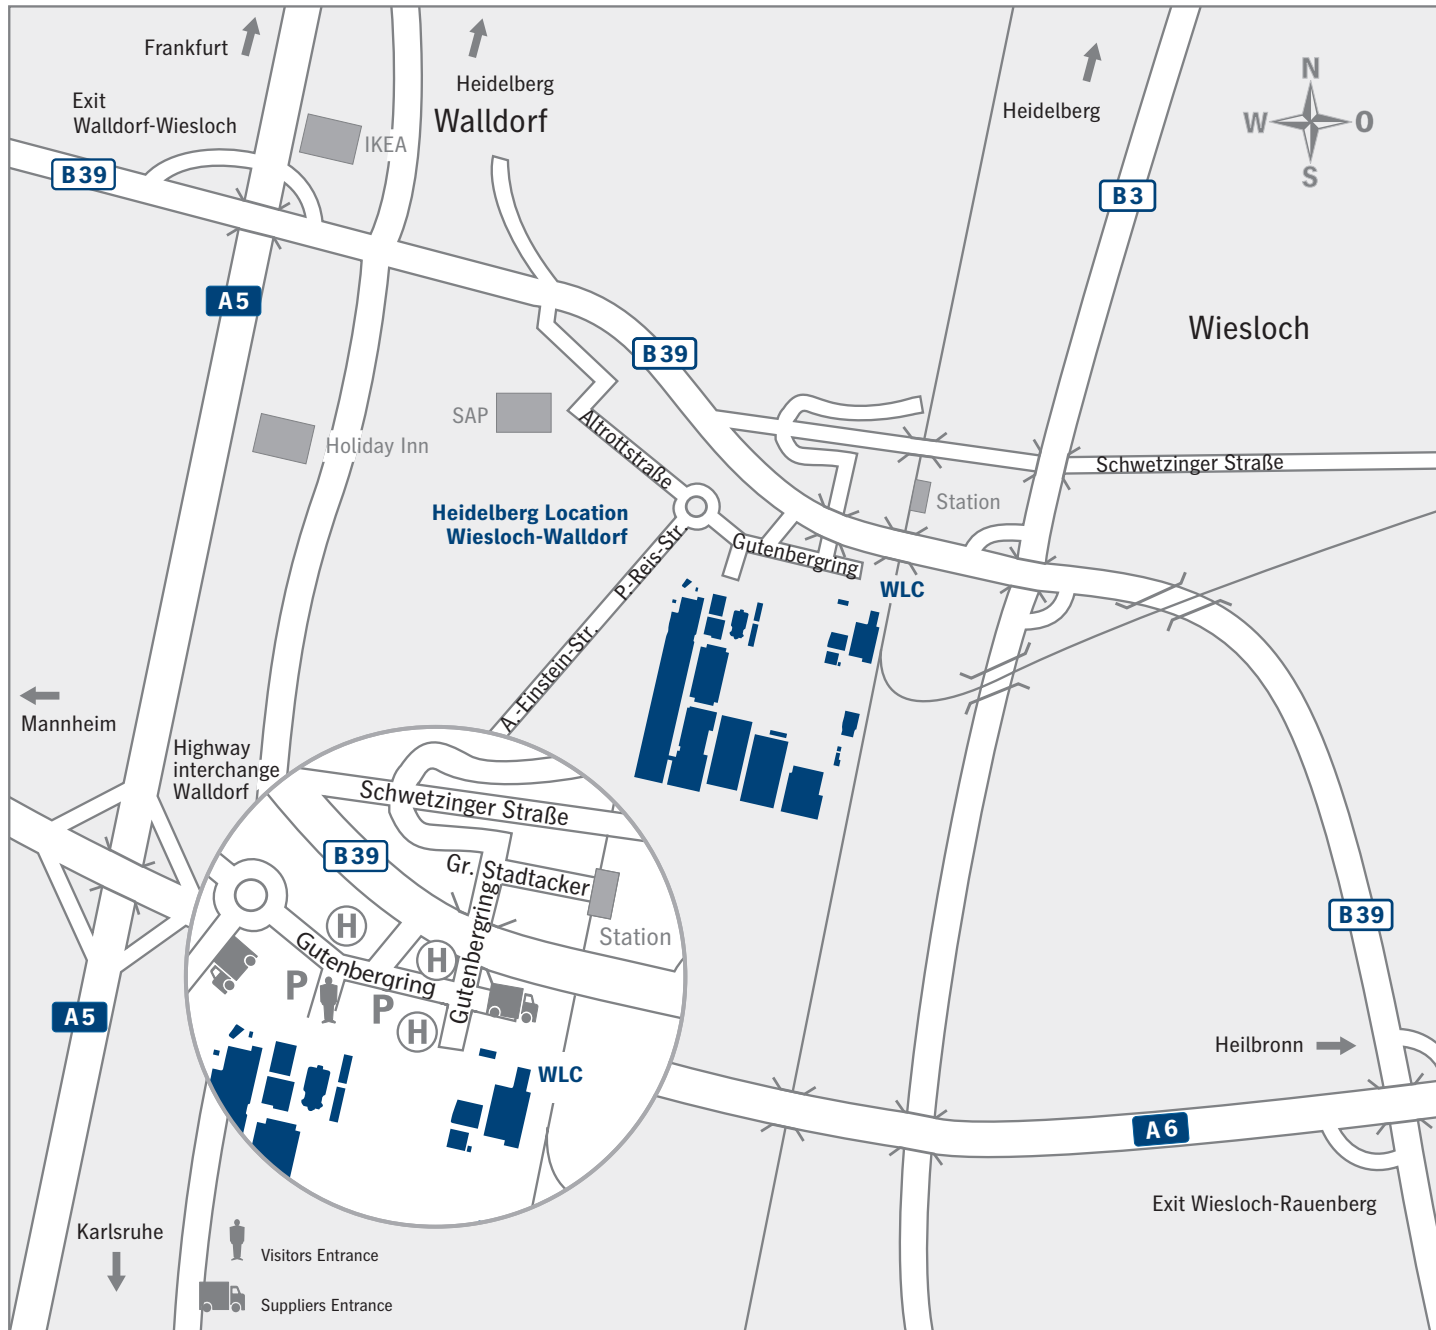 Frankfurt
Heidelberg
Walldorf
Heidelberg
N
W
O
S
Exit
Walldorf-Wiesloch
IKEA
B39
B3
A5
Wiesloch
B39
SAP
Holiday Inn
Altrottstraße
Schwetzinger Straße
Station
Heidelberg Location
Wiesloch-Walldorf
P.-Reis-Str.
Gutenbergring
WLC
A.-Einstein-Str.
Mannheim
Highway
interchange
Walldorf
Schwetzinger Straße
B39
Gr. Stadtacker
Station
H
H
H
Gutenbergring
Gutenbergring
P
P
WLC
A5
B39
Heilbronn
A6
Exit Wiesloch-Rauenberg
Karlsruhe
Visitors Entrance
Suppliers Entrance